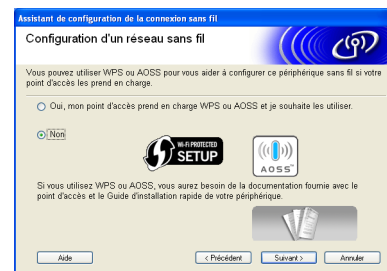 Assistant de configuration de la connexion sans fil
Configuration d'un réseau sans fil
Vous pouvez utiliser WPS ou AOSS pour vous aider à configurer ce périphérique sans fil si votre
point d'accès les prend en charge.
Oui, mon point d'accès prend en charge WPS ou AOSS et je souhaite les utiliser.
Non
Wi-Fi PROTECTED
SETUP
AOSS™
Si vous utilisez WPS ou AOSS, vous aurez besoin de la documentation fournie avec le
point d'accès et le Guide d'installation rapide de votre périphérique.
Aide
< Précédent
Suivant >
Annuler